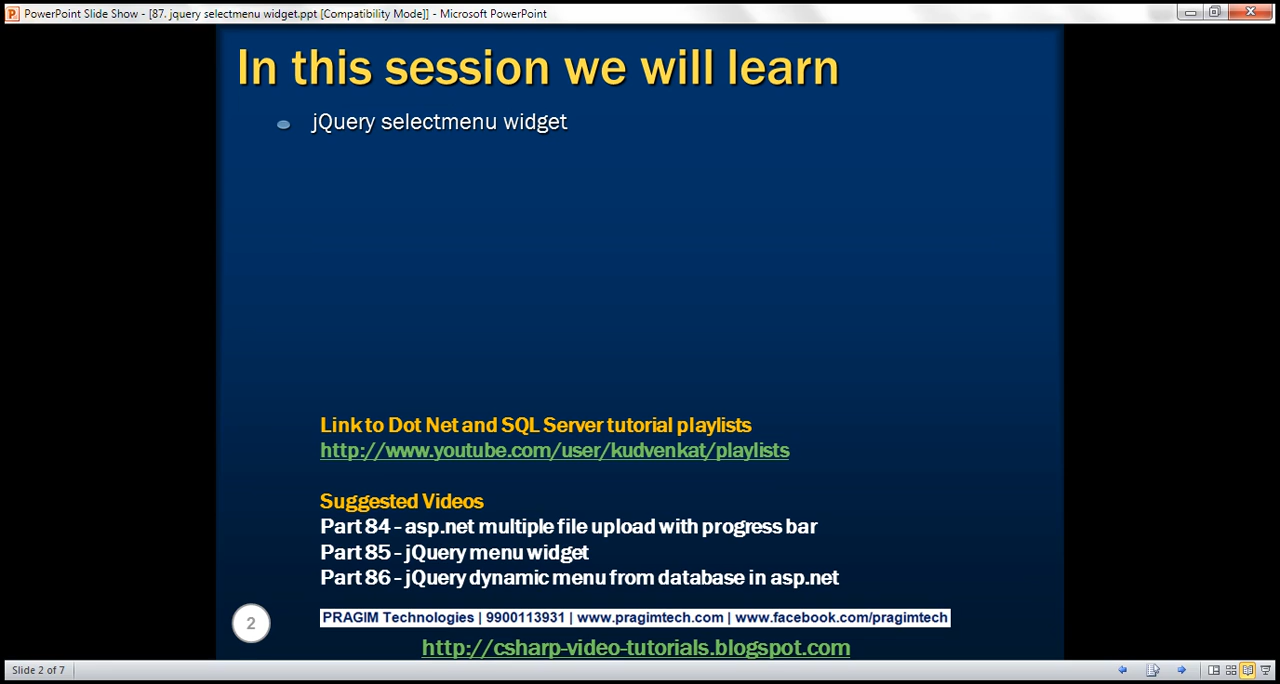 PowerPoint Slide Show - [87. jquery selectmenu widget.ppt [Compatibility Mode]] - Microsoft PowerPoint
In this session we will learn
jQuery selectmenu widget
Link to Dot Net and SQL Server tutorial playlists
http://www.youtube.com/user/kudvenkat/playlists
Suggested Videos
Part 84 - asp.net multiple file upload with progress bar
Part 85 - jQuery menu widget
Part 86 - jQuery dynamic menu from database in asp.net
2
PRAGIM Technologies | 9900113931 | www.pragimtech.com | www.facebook.com/pragimtech
http://csharp-video-tutorials.blogspot.com
Slide 2 of 7